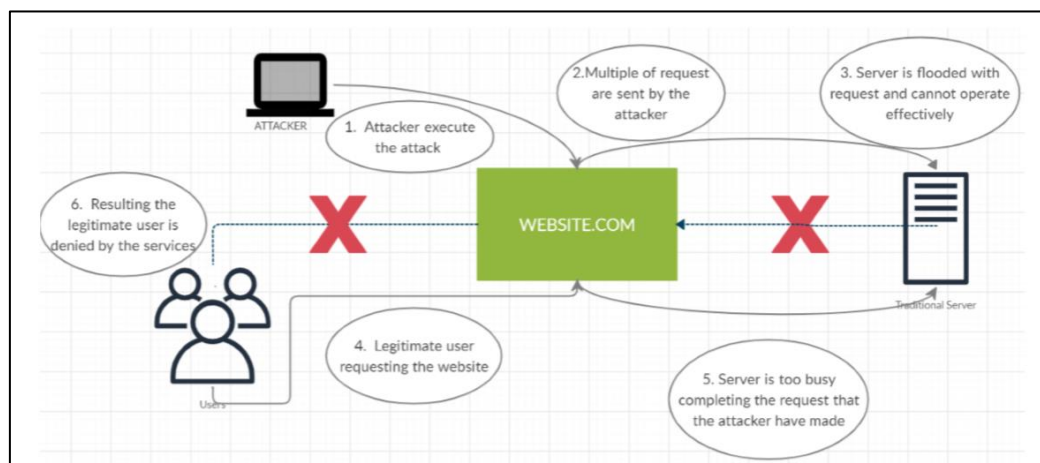 ATTACKER
1. Attacker execute
the attack
2.Multiple of request
are sent by the
attacker
3. Server is flooded with
request and cannot operate
effectively
6. Resulting the
legitimate user is
denied by the services
WEBSITE.COM
Traditional Server
4. Legitimate user
requesting the website
Users
5. Server is too busy
completing the request that
the attacker have made